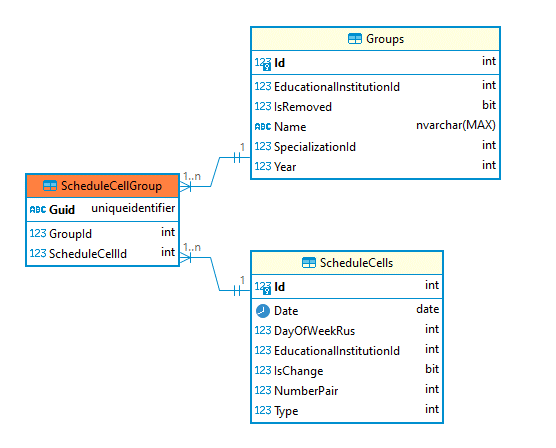 Groups
123 Id int
123 EducationalInstitutionId int
123 IsRemoved bit
ABC Name nvarchar(MAX)
123 SpecializationId int
123 Year int
1
1..n
ScheduleCellGroup
ABC Guid uniqueidentifier
123 GroupId int
123 ScheduleCellId int
1..n
1
ScheduleCells
123 Id int
Date date
123 DayOfWeekRus int
123 EducationalInstitutionId int
123 IsChange bit
123 NumberPair int
123 Type int